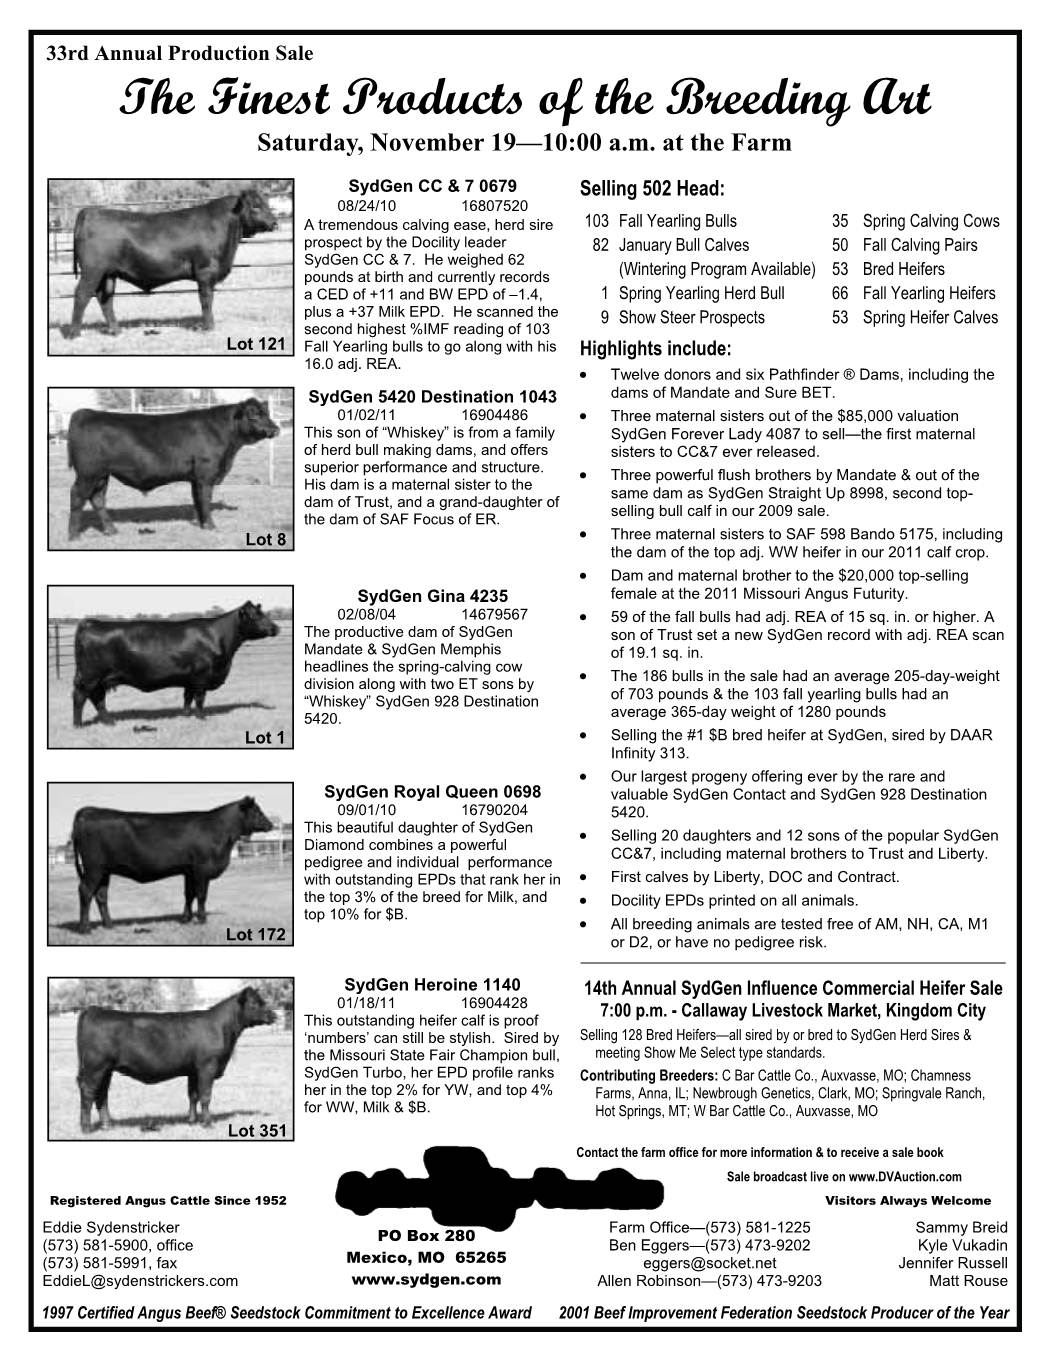 33rd Annual Production Sale
The Finest Products of the Breeding Art
Saturday, November 19—10:00 a.m. at the Farm
Lot 121
SydGen CC & 7 0679
08/24/10 16807520
A tremendous calving ease, herd sire
prospect by the Docility leader
SydGen CC & 7. He weighed 62
pounds at birth and currently records
a CED of +11 and BW EPD of –1.4,
plus a +37 Milk EPD. He scanned the
second highest %IMF reading of 103
Fall Yearling bulls to go along with his
16.0 adj. REA.
Lot 8
SydGen 5420 Destination 1043
01/02/11 16904486
This son of “Whiskey” is from a family
of herd bull making dams, and offers
superior performance and structure.
His dam is a maternal sister to the
dam of Trust, and a grand-daughter of
the dam of SAF Focus of ER.
Lot 1
SydGen Gina 4235
02/08/04 14679567
The productive dam of SydGen
Mandate & SydGen Memphis
headlines the spring-calving cow
division along with two ET sons by
“Whiskey” SydGen 928 Destination
5420.
Lot 172
SydGen Royal Queen 0698
09/01/10 16790204
This beautiful daughter of SydGen
Diamond combines a powerful
pedigree and individual performance
with outstanding EPDs that rank her in
the top 3% of the breed for Milk, and
top 10% for $B.
Lot 351
SydGen Heroine 1140
01/18/11 16904428
This outstanding heifer calf is proof
‘numbers’ can still be stylish. Sired by
the Missouri State Fair Champion bull,
SydGen Turbo, her EPD profile ranks
her in the top 2% for YW, and top 4%
for WW, Milk & $B.
Selling 502 Head:
103 Fall Yearling Bulls
82 January Bull Calves
(Wintering Program Available)
1 Spring Yearling Herd Bull
9 Show Steer Prospects
35 Spring Calving Cows
50 Fall Calving Pairs
53 Bred Heifers
66 Fall Yearling Heifers
53 Spring Heifer Calves
Highlights include:
• Twelve donors and six Pathfinder ® Dams, including the
dams of Mandate and Sure BET.
• Three maternal sisters out of the $85,000 valuation
SydGen Forever Lady 4087 to sell—the first maternal
sisters to CC&7 ever released.
• Three powerful flush brothers by Mandate & out of the
same dam as SydGen Straight Up 8998, second top-
selling bull calf in our 2009 sale.
• Three maternal sisters to SAF 598 Bando 5175, including
the dam of the top adj. WW heifer in our 2011 calf crop.
• Dam and maternal brother to the $20,000 top-selling
female at the 2011 Missouri Angus Futurity.
• 59 of the fall bulls had adj. REA of 15 sq. in. or higher. A
son of Trust set a new SydGen record with adj. REA scan
of 19.1 sq. in.
• The 186 bulls in the sale had an average 205-day-weight
of 703 pounds & the 103 fall yearling bulls had an
average 365-day weight of 1280 pounds
• Selling the #1 $B bred heifer at SydGen, sired by DAAR
Infinity 313.
• Our largest progeny offering ever by the rare and
valuable SydGen Contact and SydGen 928 Destination
5420.
• Selling 20 daughters and 12 sons of the popular SydGen
CC&7, including maternal brothers to Trust and Liberty.
• First calves by Liberty, DOC and Contract.
• Docility EPDs printed on all animals.
• All breeding animals are tested free of AM, NH, CA, M1
or D2, or have no pedigree risk.
14th Annual SydGen Influence Commercial Heifer Sale
7:00 p.m. - Callaway Livestock Market, Kingdom City
Selling 128 Bred Heifers—all sired by or bred to SydGen Herd Sires &
meeting Show Me Select type standards.
Contributing Breeders: C Bar Cattle Co., Auxvasse, MO; Chamness
Farms, Anna, IL; Newbrough Genetics, Clark, MO; Springvale Ranch,
Hot Springs, MT; W Bar Cattle Co., Auxvasse, MO
Contact the farm office for more information & to receive a sale book
Sale broadcast live on www.DVAuction.com
Registered Angus Cattle Since 1952
Visitors Always Welcome
Eddie Sydenstricker
(573) 581-5900, office
(573) 581-5991, fax
EddieL@sydenstrickers.com
PO Box 280
Mexico, MO 65265
www.sydgen.com
Farm Office—(573) 581-1225
Ben Eggers—(573) 473-9202
eggers@socket.net
Allen Robinson—(573) 473-9203
Sammy Breid
Kyle Vukadin
Jennifer Russell
Matt Rouse
1997 Certified Angus Beef® Seedstock Commitment to Excellence Award
2001 Beef Improvement Federation Seedstock Producer of the Year